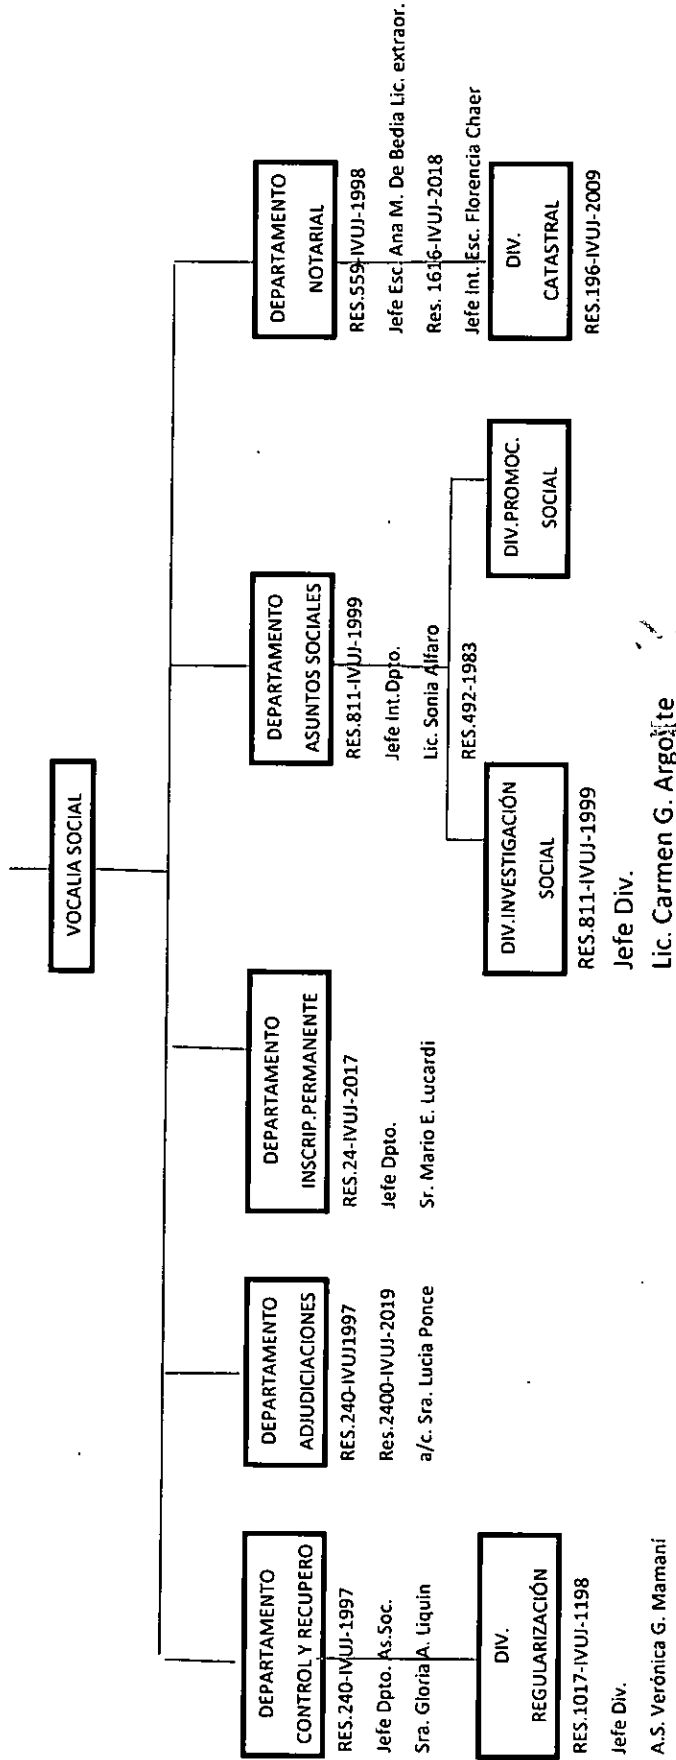 VOCALIA SOCIAL
DEPARTAMENTO
CONTROL Y RECUPERO
RES.240-IVUJ-1997
Jefe Dpto. As.Soc.
Sra. Gloria A. Liquin
DIV.
REGULARIZACIÓN
RES.1017-IVUJ-1198
Jefe Div.
A.S. Verónica G. Mamaní
DEPARTAMENTO
ADJUDICIACIONES
RES.240-IVUJ1997
Res.2400-IVUJ-2019
a/c. Sra. Lucia Ponce
DEPARTAMENTO
INSCRIP.PERMANENTE
RES.24-IVUJ-2017
Jefe Dpto.
Sr. Mario E. Lucardi
DEPARTAMENTO
ASUNTOS SOCIALES
RES.811-IVUJ-1999
Jefe Int.Dpto.
Lic. Sonia Alfaro
RES.492-1983
DIV.INVESTIGACIÓN
SOCIAL
RES.811-IVUJ-1999
Jefe Div.
Lic. Carmen G.
DIV.PROMOC.
SOCIAL
DEPARTAMENTO
NOTARIAL
RES.559-IVUJ-1998
Jefe Esc. Ana M. De Bedia Lic. extraor.
Res. 1616-IVUJ-2018
Jefe Int. Esc. Florencia Chaer
DIV.
CATASTRAL
RES.196-IVUJ-2009